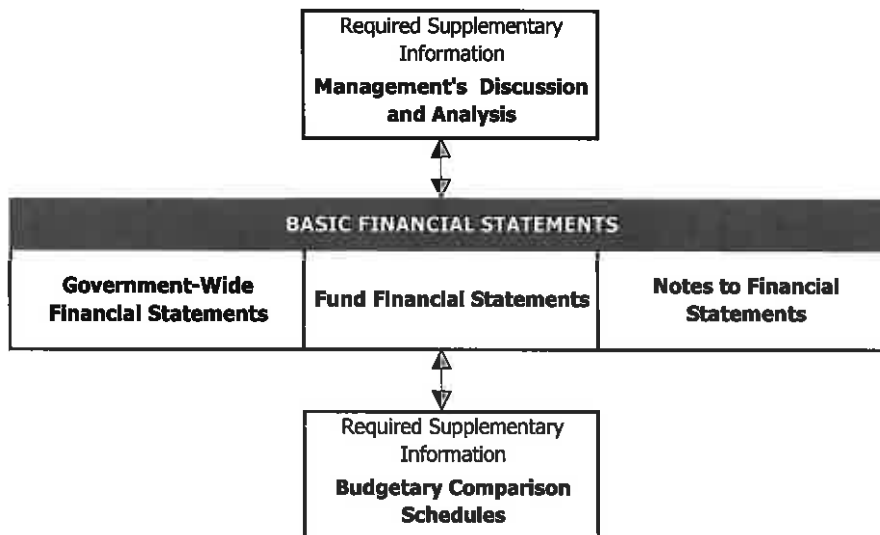 Required Supplementary
Information
Management's Discussion
and Analysis
BASIC FINANCIAL STATEMENTS
Government-Wide
Financial Statements
Fund Financial Statements
Notes to Financial
Statements
Required Supplementary
Information
Budgetary Comparison
Schedules